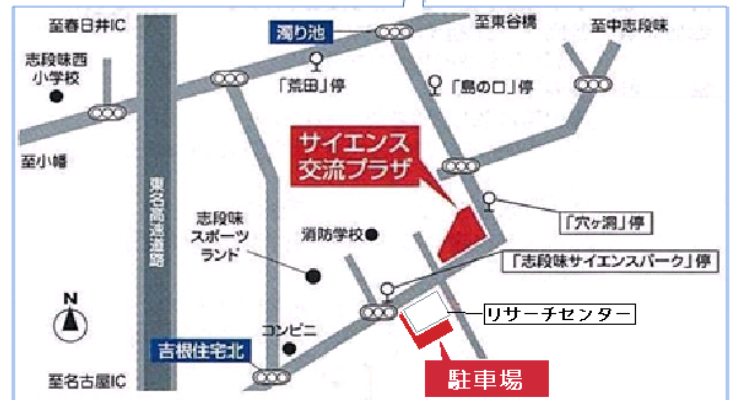 至春日井IC
濁り池
至東谷橋
至中志段味
志段味西
小学校
「荒田」停
「島の口」停
サイエンス
交流プラザ
至小幡
東名高速道路
志段味
スポーツ
ランド
消防学校
「穴ヶ洞」停
「志段味サイエンスパーク」停
N
リサーチセンター
コンビニ
吉根住宅北
至名古屋IC
駐車場